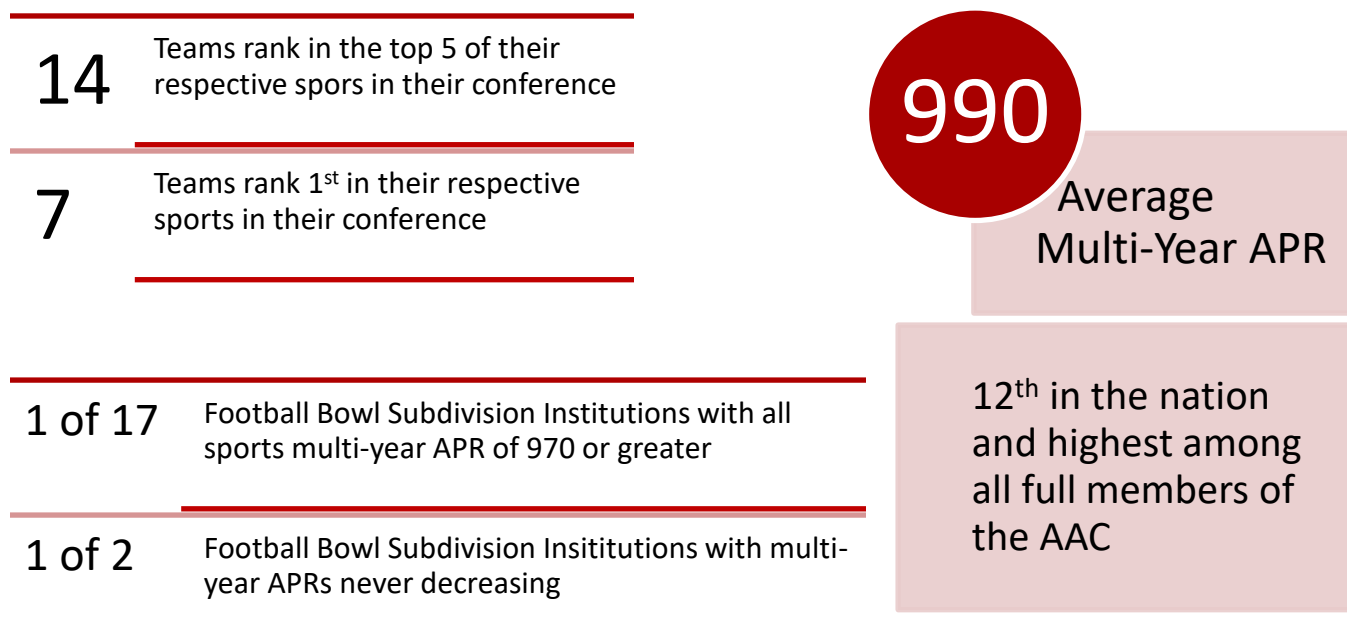 14
Teams rank in the top 5 of their
respective spors in their conference
7
Teams rank 1st in their respective
sports in their conference
1 of 17
Football Bowl Subdivision Institutions with all
sports multi-year APR of 970 or greater
1 of 2
Football Bowl Subdivision Insititutions with multi-
year APRs never decreasing
990
Average
Multi-Year APR
12th in the nation
and highest among
all full members of
the AAC